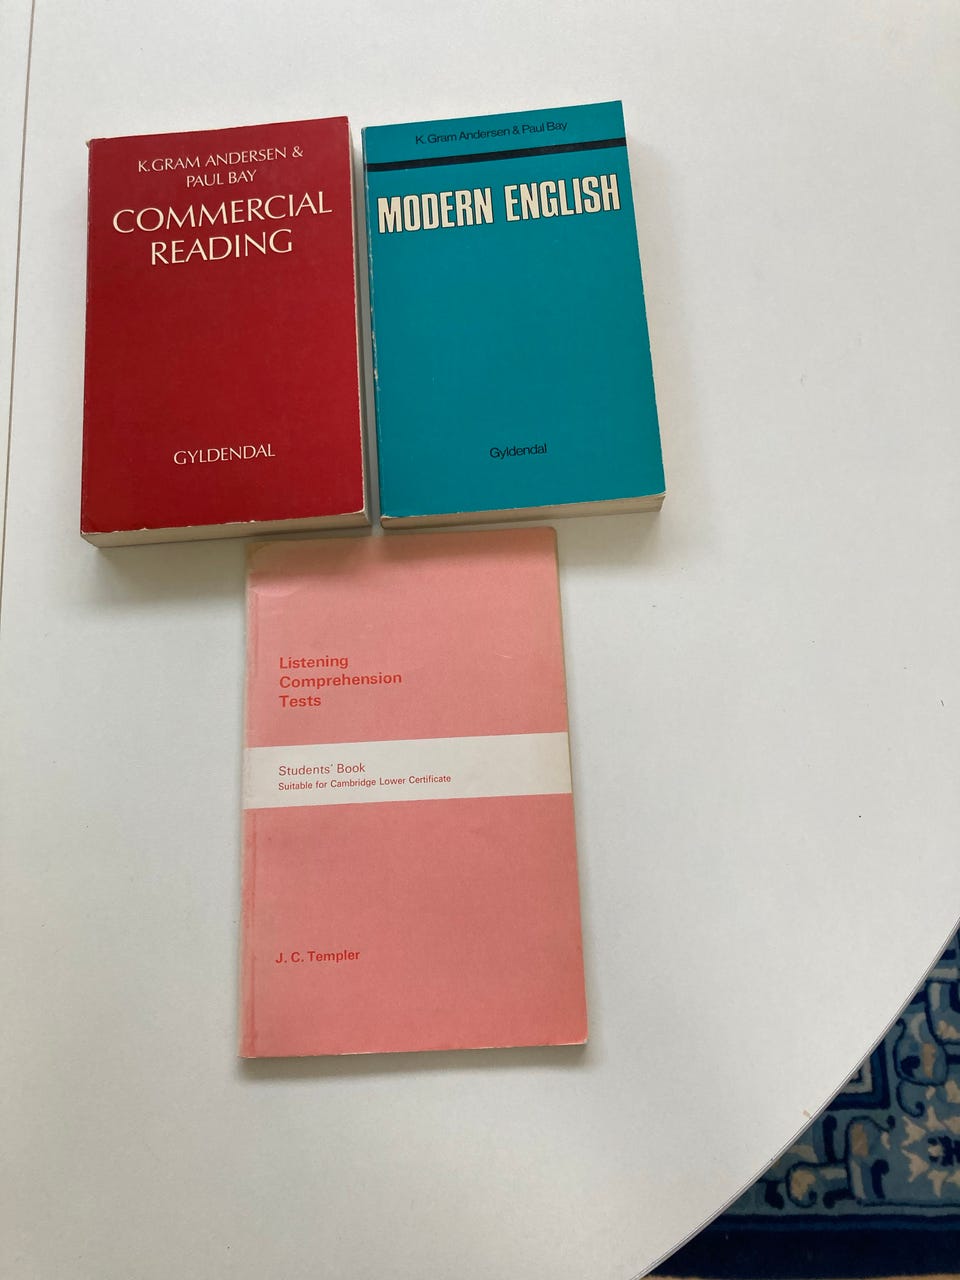 K. GRAM ANDERSEN &
PAUL BAY
COMMERCIAL
READING
GYLDENDAL
K. Gram Andersen & Paul Bay
MODERN ENGLISH
Gyldendal
Listening
Comprehension
Tests
Students' Book
Suitable for Cambridge Lower Certificate
J. C. Templer